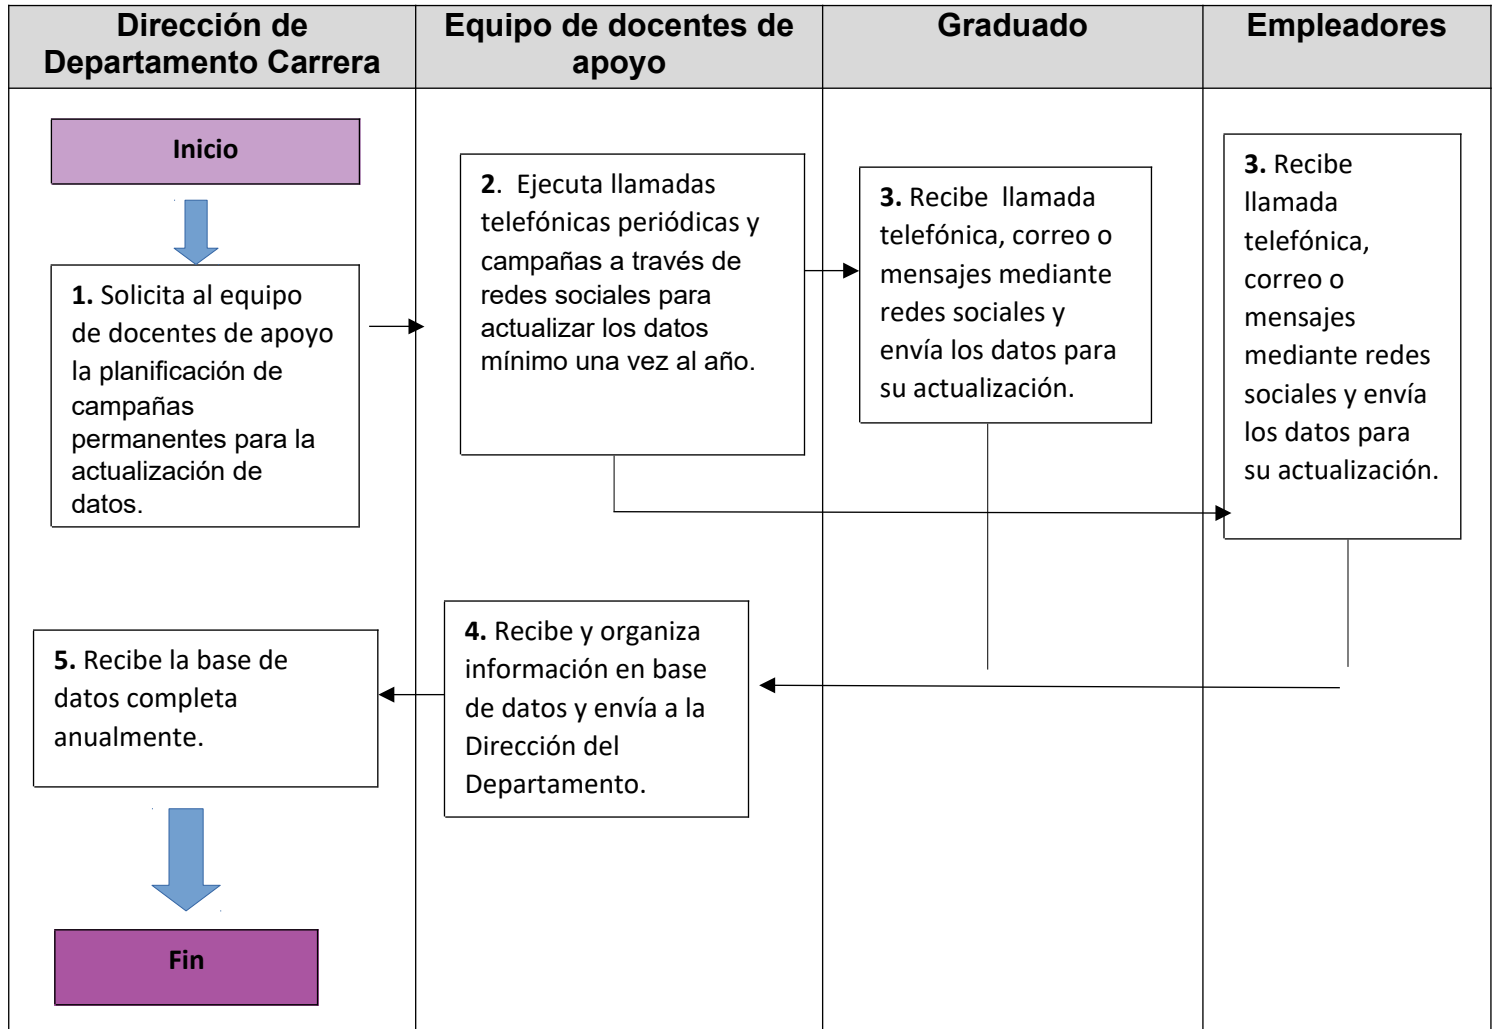 Dirección de
Departamento Carrera
Equipo de docentes de
apoyo
Graduado
Empleadores
Inicio
1. Solicita al equipo
de docentes de apoyo
la planificación de
campañas
permanentes para la
actualización de
datos.
2.  Ejecuta llamadas
telefónicas periódicas y
campañas a través de
redes sociales para
actualizar los datos
mínimo una vez al año.
3. Recibe  llamada
telefónica, correo o
mensajes mediante
redes sociales y
envía los datos para
su actualización.
3. Recibe
llamada
telefónica,
correo o
mensajes
mediante redes
sociales y envía
los datos para
su actualización.
4. Recibe y organiza
información en base
de datos y envía a la
Dirección del
Departamento.
5. Recibe la base de
datos completa
anualmente.
Fin